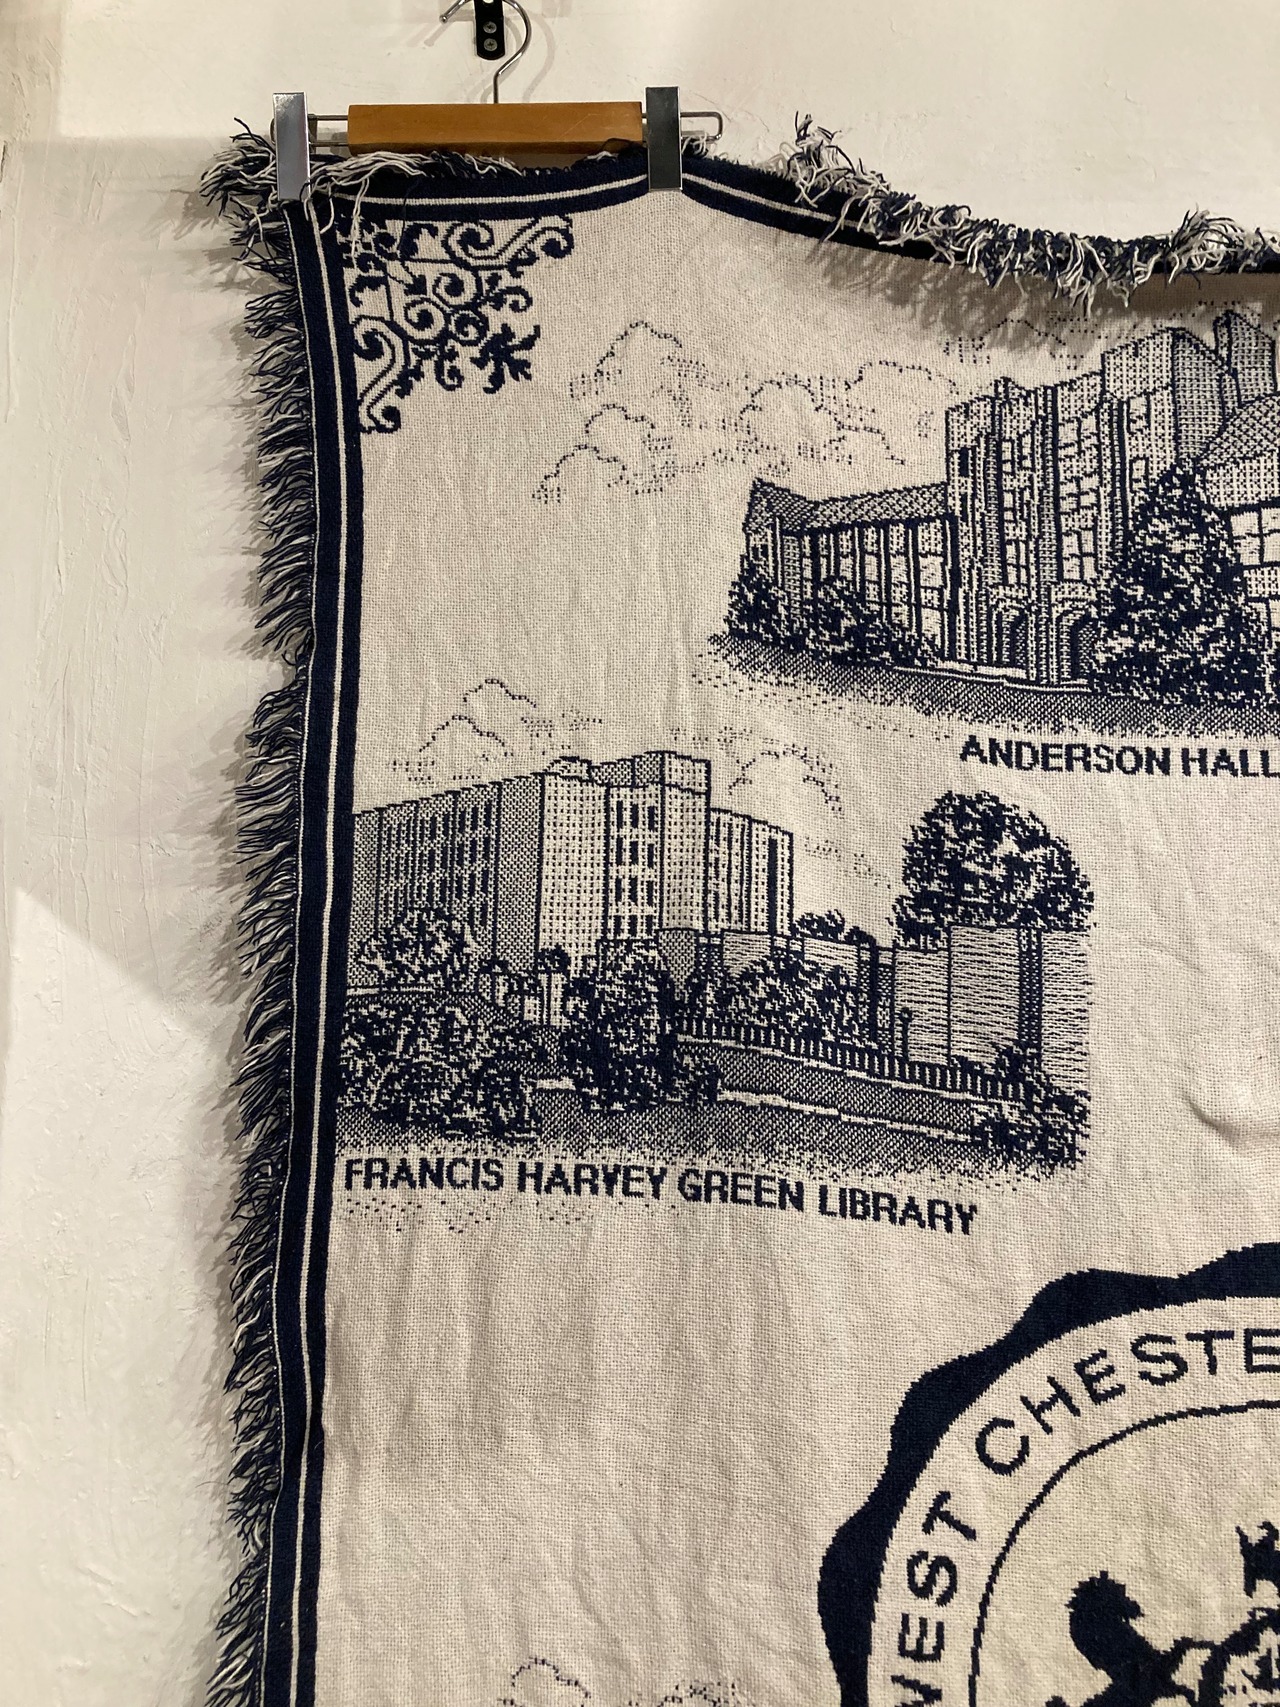 ANDERSON HALL
FRANCIS HARVEY GREEN LIBRARY
WEST CHESTE